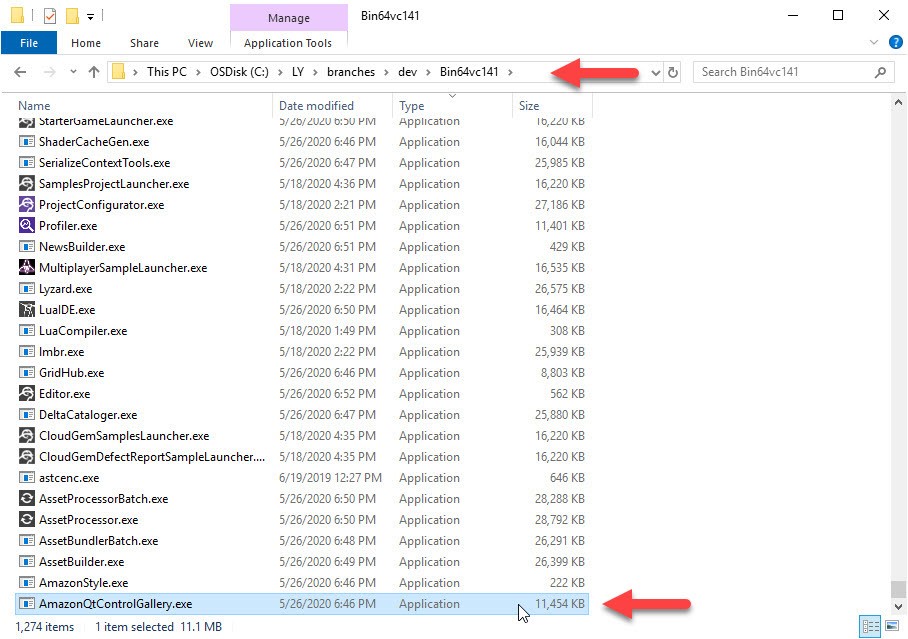 Manage Bin64vc141
File Home Share View Application Tools
This PC > OSDisk (C:) > LY > branches > dev > Bin64vc141 > Search Bin64vc141
Name Date modified Type Size
StarterGameLauncher.exe 5/26/2020 6:50 PM Application 16,220 KB
ShaderCacheGen.exe 5/26/2020 6:46 PM Application 16,044 KB
SerializeContextTools.exe 5/26/2020 6:47 PM Application 25,985 KB
SamplesProjectLauncher.exe 5/18/2020 4:36 PM Application 16,220 KB
ProjectConfigurator.exe 5/18/2020 2:21 PM Application 27,186 KB
Profiler.exe 5/26/2020 6:51 PM Application 11,401 KB
NewsBuilder.exe 5/26/2020 6:51 PM Application 429 KB
MultiplayerSampleLauncher.exe 5/18/2020 4:31 PM Application 16,535 KB
Lyzard.exe 5/18/2020 2:22 PM Application 26,575 KB
LuaIDE.exe 5/26/2020 6:50 PM Application 16,464 KB
LuaCompiler.exe 5/18/2020 1:49 PM Application 308 KB
lmbr.exe 5/18/2020 2:22 PM Application 25,939 KB
GridHub.exe 5/26/2020 6:46 PM Application 8,803 KB
Editor.exe 5/26/2020 6:52 PM Application 562 KB
DeltaCataloger.exe 5/26/2020 6:47 PM Application 25,880 KB
CloudGemSamplesLauncher.exe 5/18/2020 4:35 PM Application 16,220 KB
CloudGemDefectReportSampleLauncher.... 5/18/2020 4:35 PM Application 16,220 KB
astcenc.exe 6/19/2019 12:27 PM Application 646 KB
AssetProcessorBatch.exe 5/26/2020 6:50 PM Application 28,288 KB
AssetProcessor.exe 5/26/2020 6:50 PM Application 28,792 KB
AssetBundlerBatch.exe 5/26/2020 6:48 PM Application 26,291 KB
AssetBuilder.exe 5/26/2020 6:49 PM Application 26,399 KB
AmazonStyle.exe 5/26/2020 6:46 PM Application 222 KB
AmazonQtControlGallery.exe 5/26/2020 6:46 PM Application 11,454 KB
1,274 items 1 item selected 11.1 MB